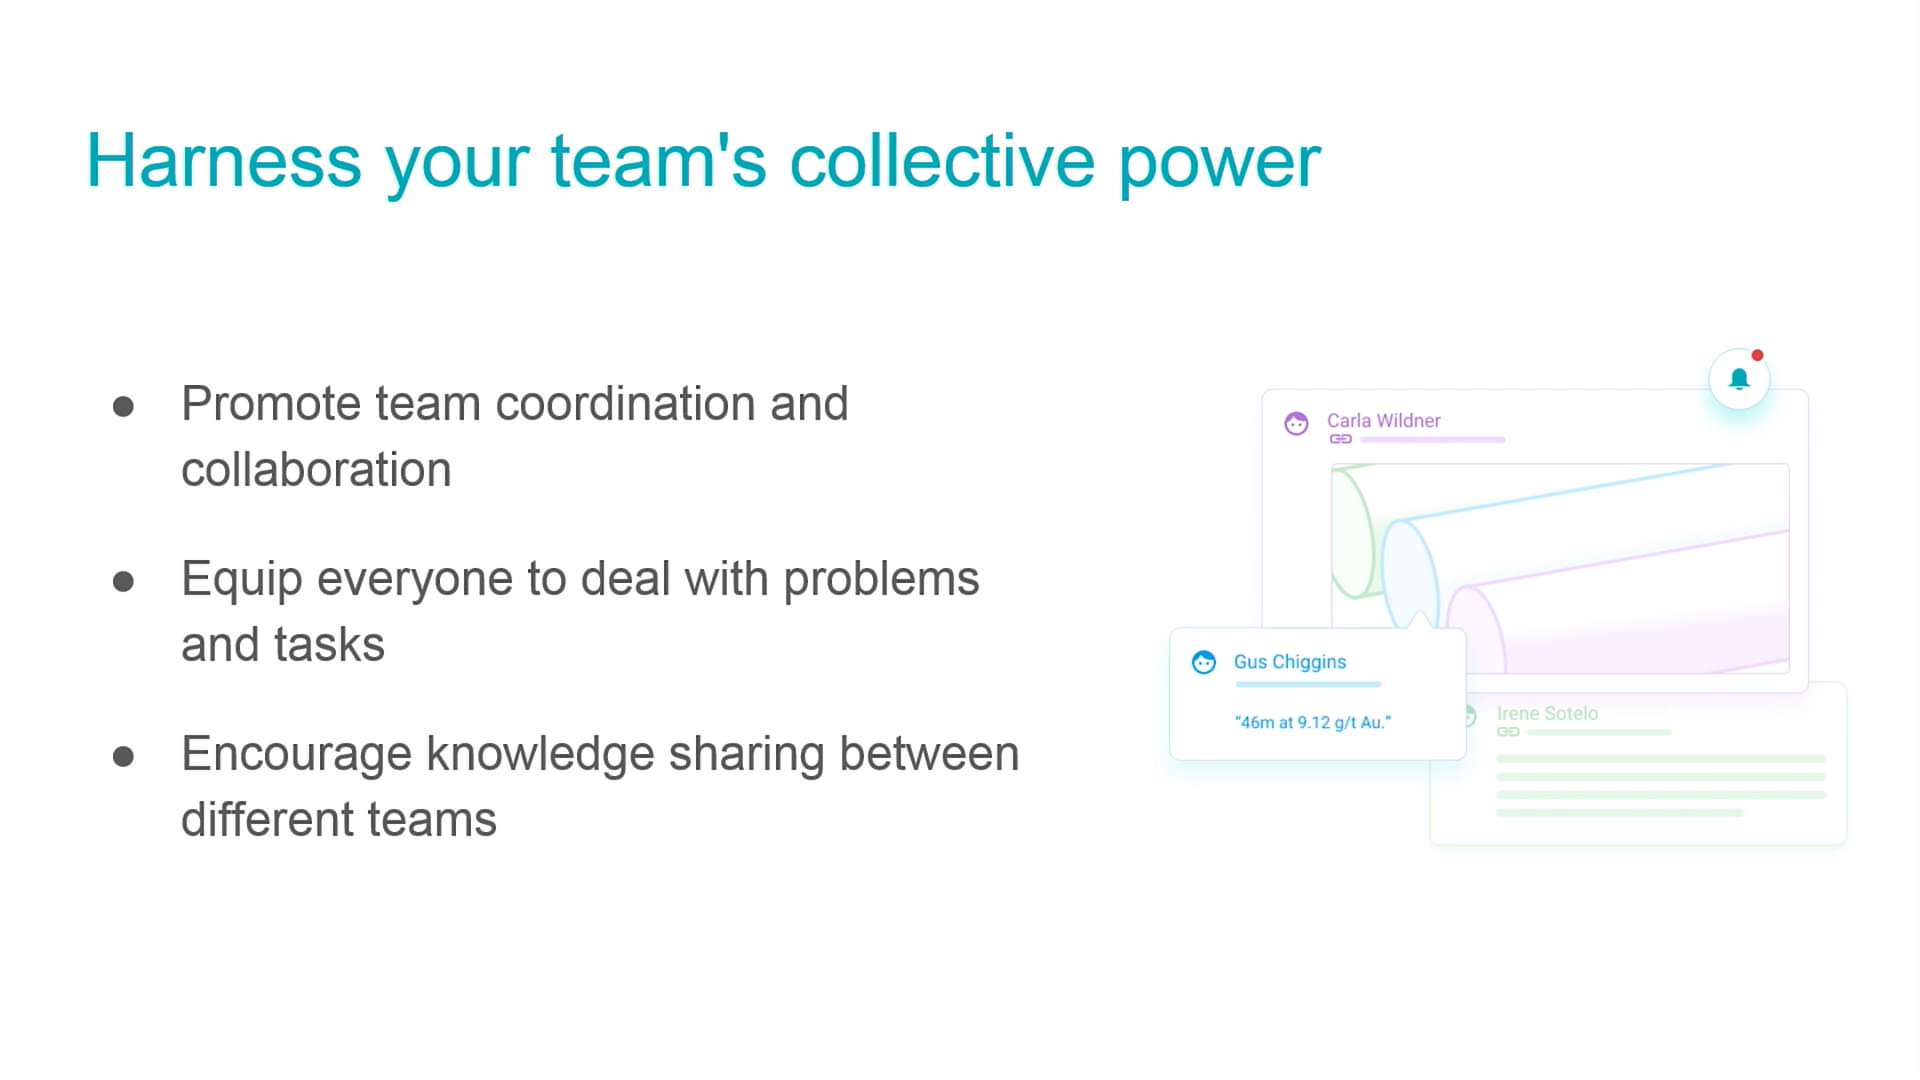 Harness your team's collective power
● Promote team coordination and
collaboration
● Equip everyone to deal with problems
and tasks
● Encourage knowledge sharing between
different teams
Carla Wildner
Gus Chiggins
“46m at 9.12 g/t Au.”
Irene Sotelo